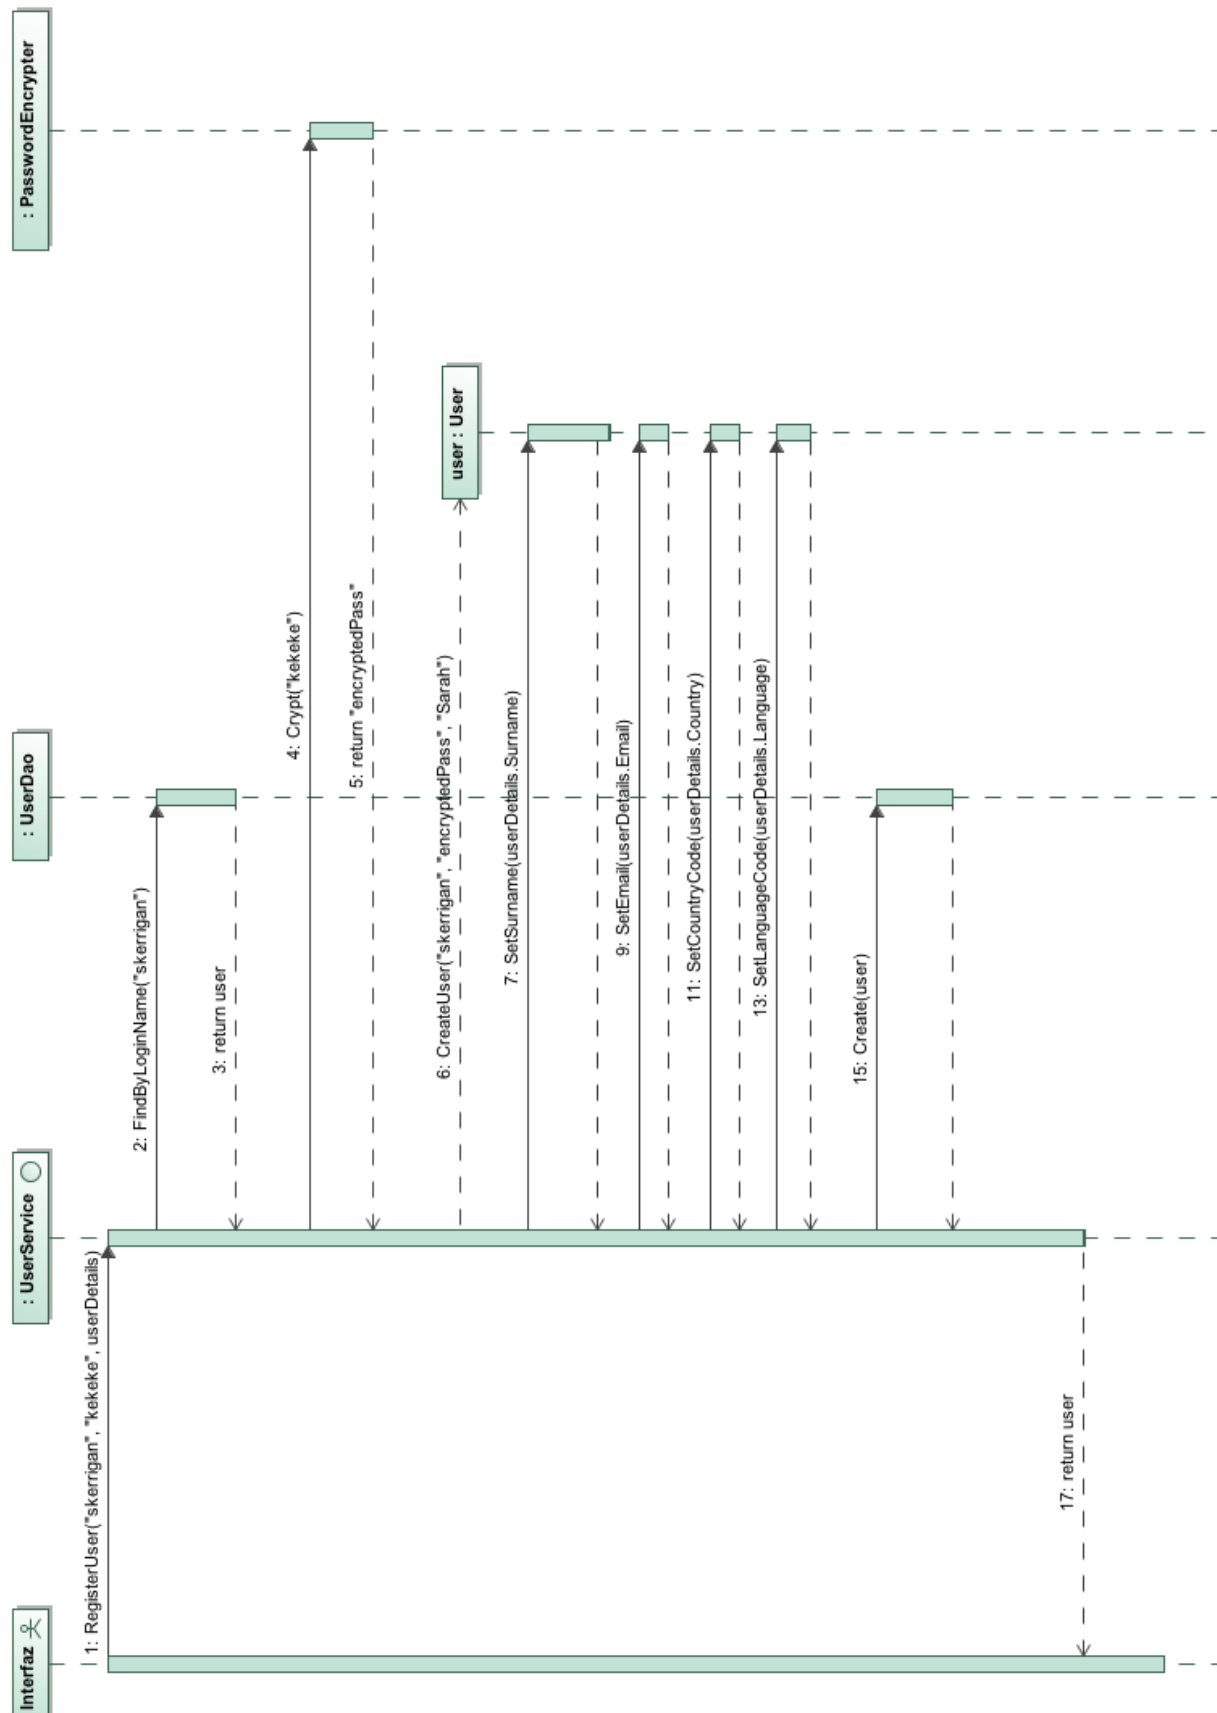 Interfaz
: UserService
: UserDao
user : User
: PasswordEncrypter
1: RegisterUser("skerrigan", "kekeke", userDetails)
2: FindByLoginName("skerrigan")
3: return user
4: Crypt("kekeke")
5: return "encryptedPass"
6: CreateUser("skerrigan", "encryptedPass", "Sarah")
7: SetSurname(userDetails.Surname)
9: SetEmail(userDetails.Email)
11: SetCountryCode(userDetails.Country)
13: SetLanguageCode(userDetails.Language)
15: Create(user)
17: return user